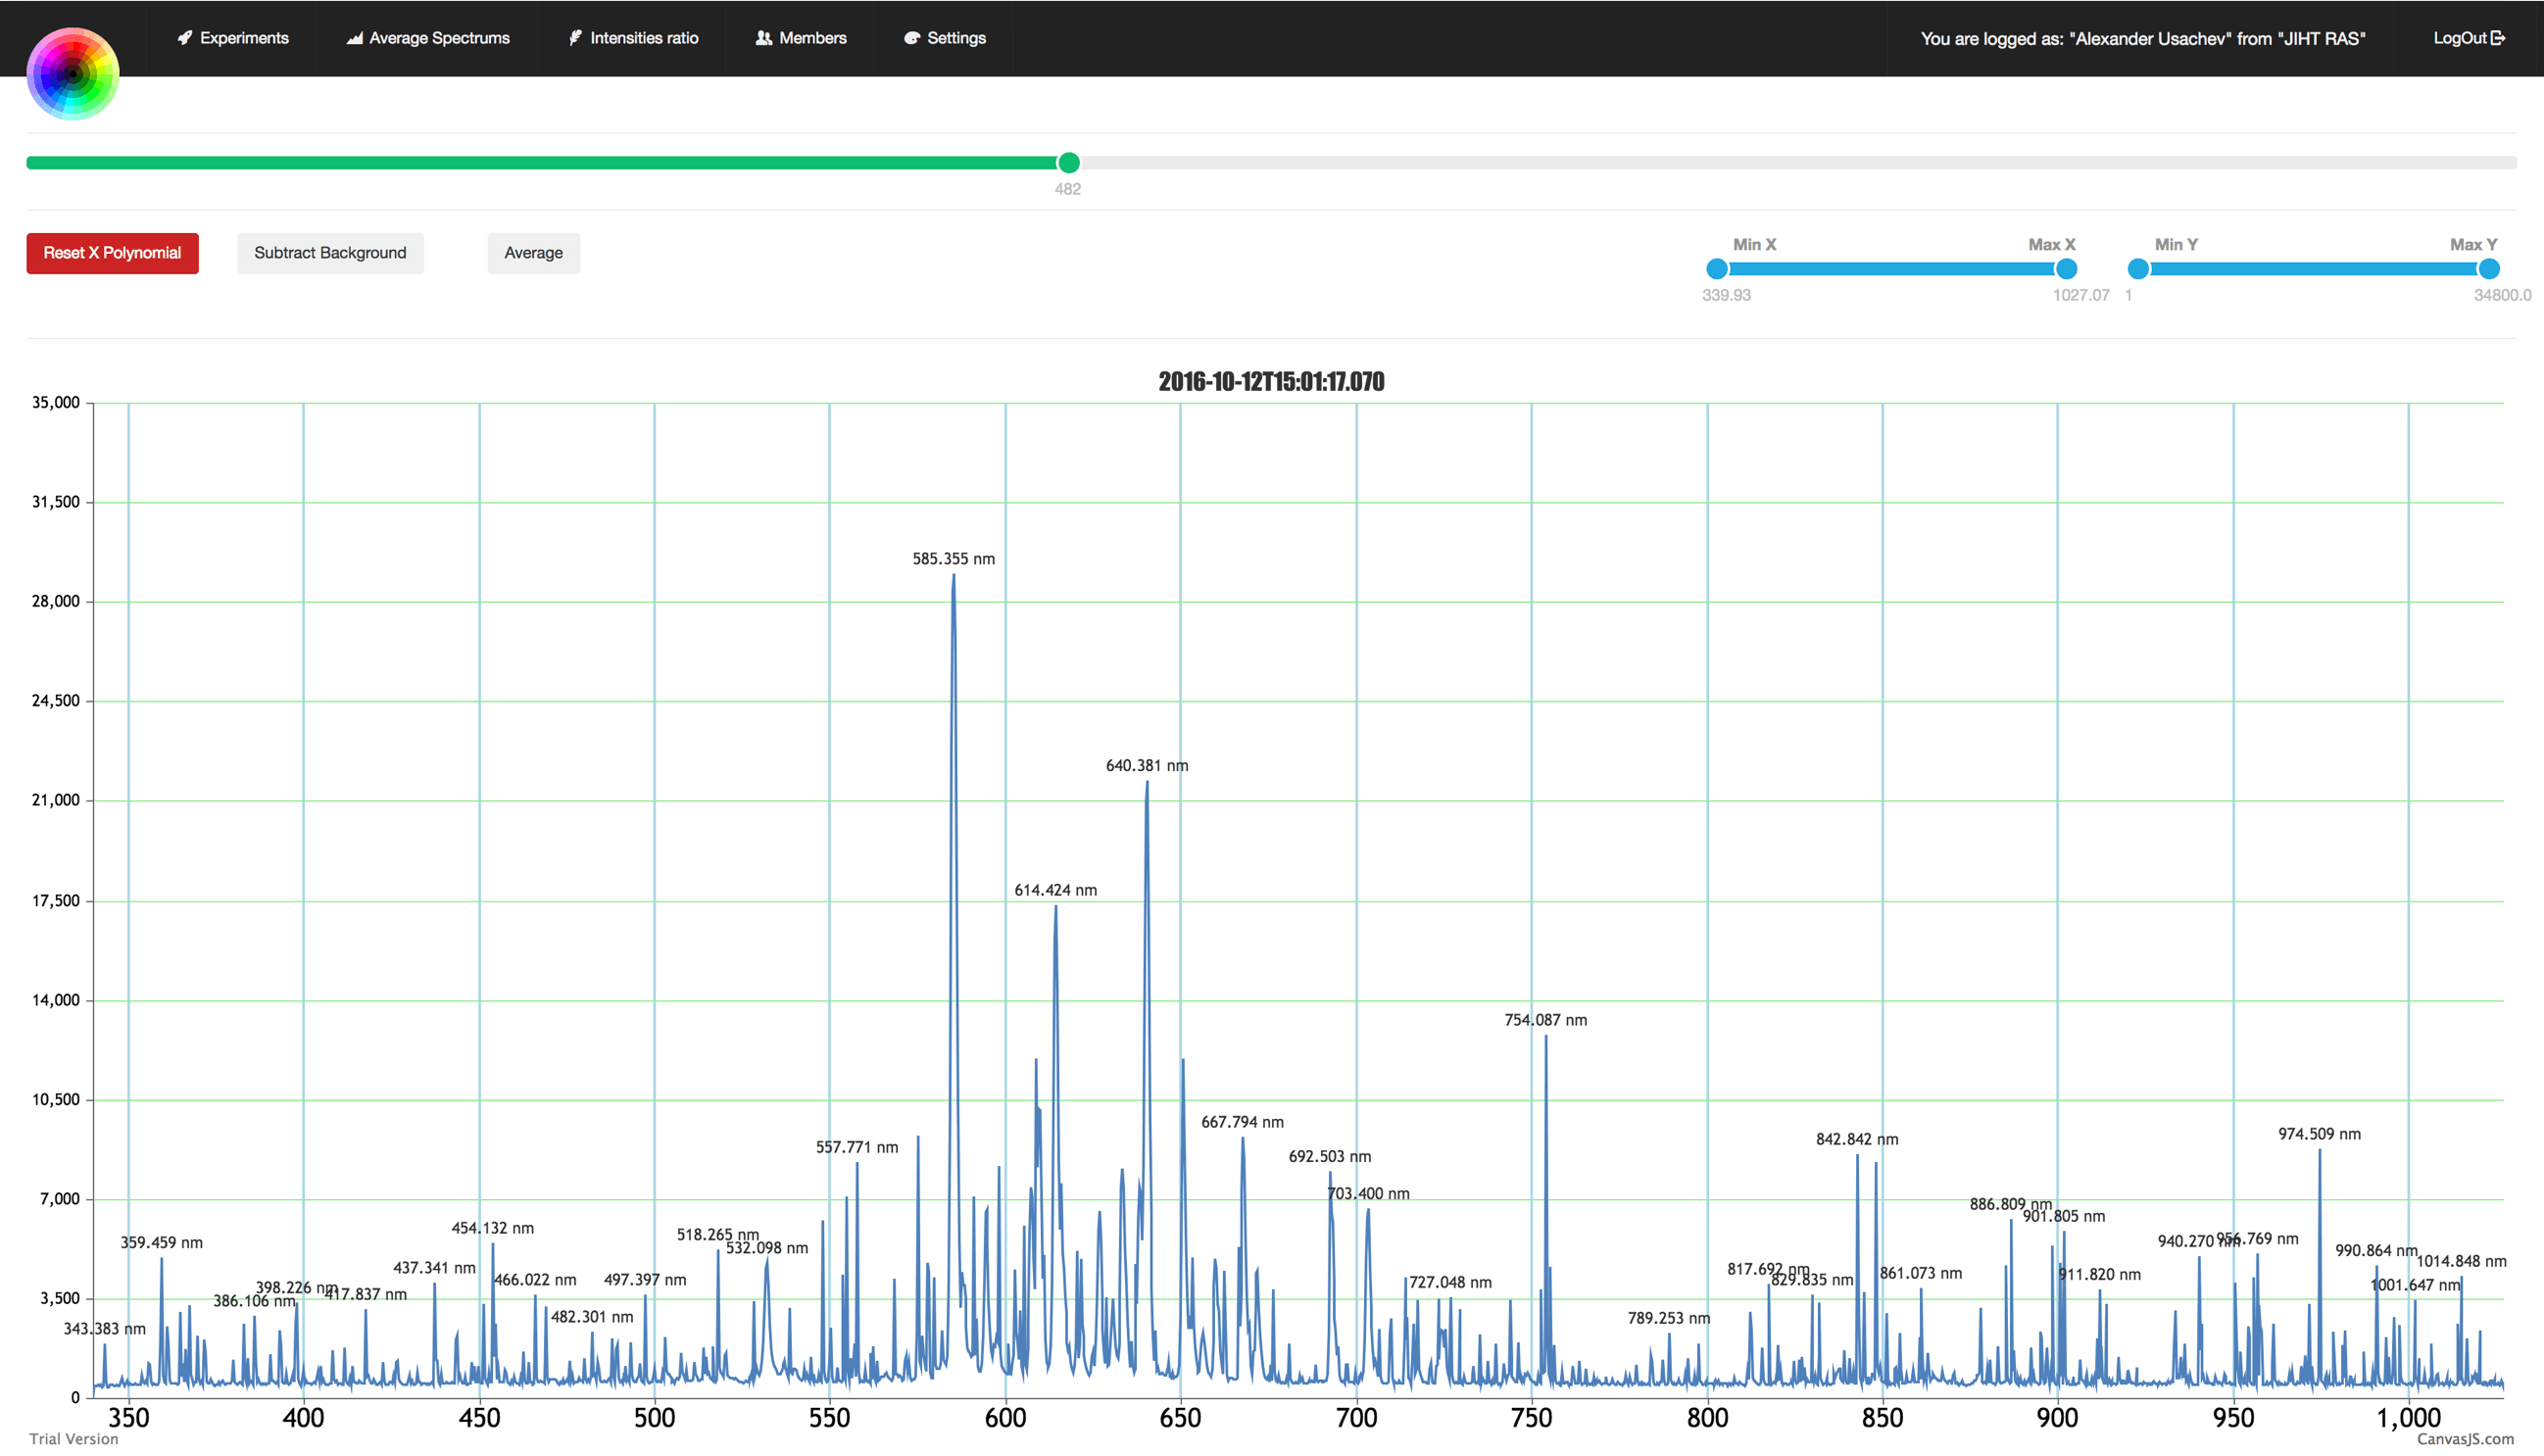 Experiments Average Spectrums Intensities ratio Members Settings You are logged as: "Alexander Usachev" from "JIHT RAS" LogOut
482
Reset X Polynomial Subtract Background Average
Min X Max X Min Y Max Y
339.93 1027.07 1 34800.0
2016-10-12T15:01:17.070
35,000
31,500
585.355 nm
28,000
24,500
640.381 nm
21,000
614.424 nm
17,500
14,000
754.087 nm
10,500
667.794 nm
974.509 nm
842.842 nm
557.771 nm
692.503 nm
703.400 nm
7,000
886.809 nm
901.805 nm
454.132 nm
518.265 nm
956.769 nm
940.270 nm
359.459 nm
532.098 nm
990.864 nm
1014.848 nm
437.341 nm
817.692 nm
861.073 nm
911.820 nm
466.022 nm
497.397 nm
829.835 nm
727.048 nm
1001.647 nm
398.226 nm
417.837 nm
3,500
386.106 nm
482.301 nm
789.253 nm
343.383 nm
0
350 400 450 500 550 600 650 700 750 800 850 900 950 1,000
Trial Version CanvasJS.com